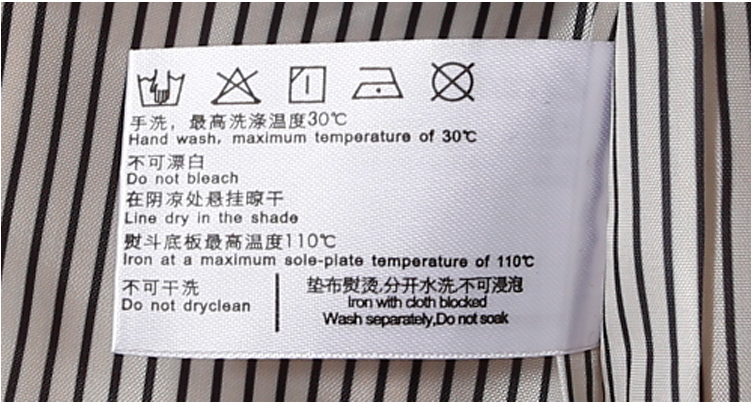 手洗，最高洗涤温度30℃
Hand wash, maximum temperature of 30℃
不可漂白
Do not bleach
在阴凉处悬挂晾干
Line dry in the shade
熨斗底板最高温度110℃
Iron at a maximum sole-plate temperature of 110℃
不可干洗
Do not dryclean
垫布熨烫,分开水洗,不可浸泡
Iron with cloth blocked
Wash separately,Do not soak